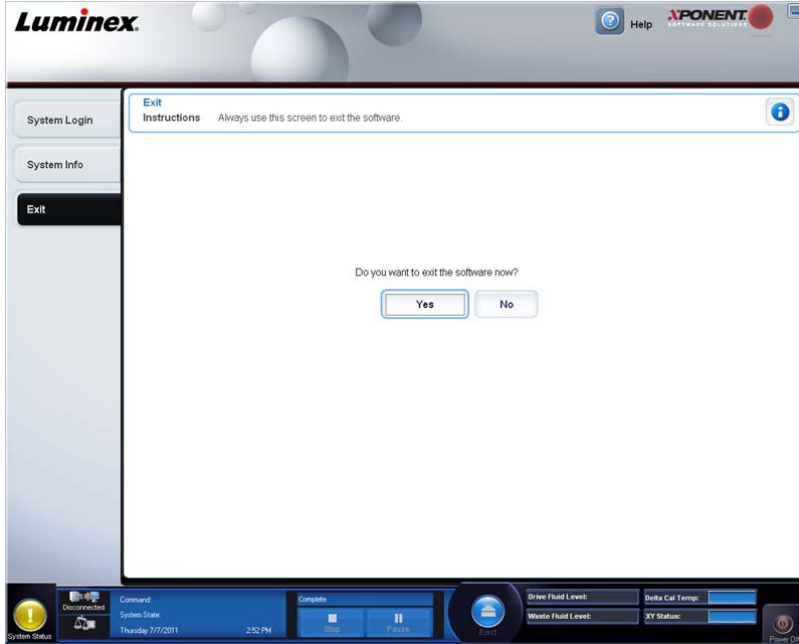 Luminex.
Help
XPONENT.
SOFTWARE SOLUTIONS
System Login
System Info
Exit
Exit
Instructions Always use this screen to exit the software.
Do you want to exit the software now?
Yes No
System Status
Disconnected
Command:
System State:
Thursday 7/7/2011 2:52 PM
Complete
Stop Pause
Eject
Drive Fluid Level:
Waste Fluid Level:
Delta Cal Temp:
XY Status: